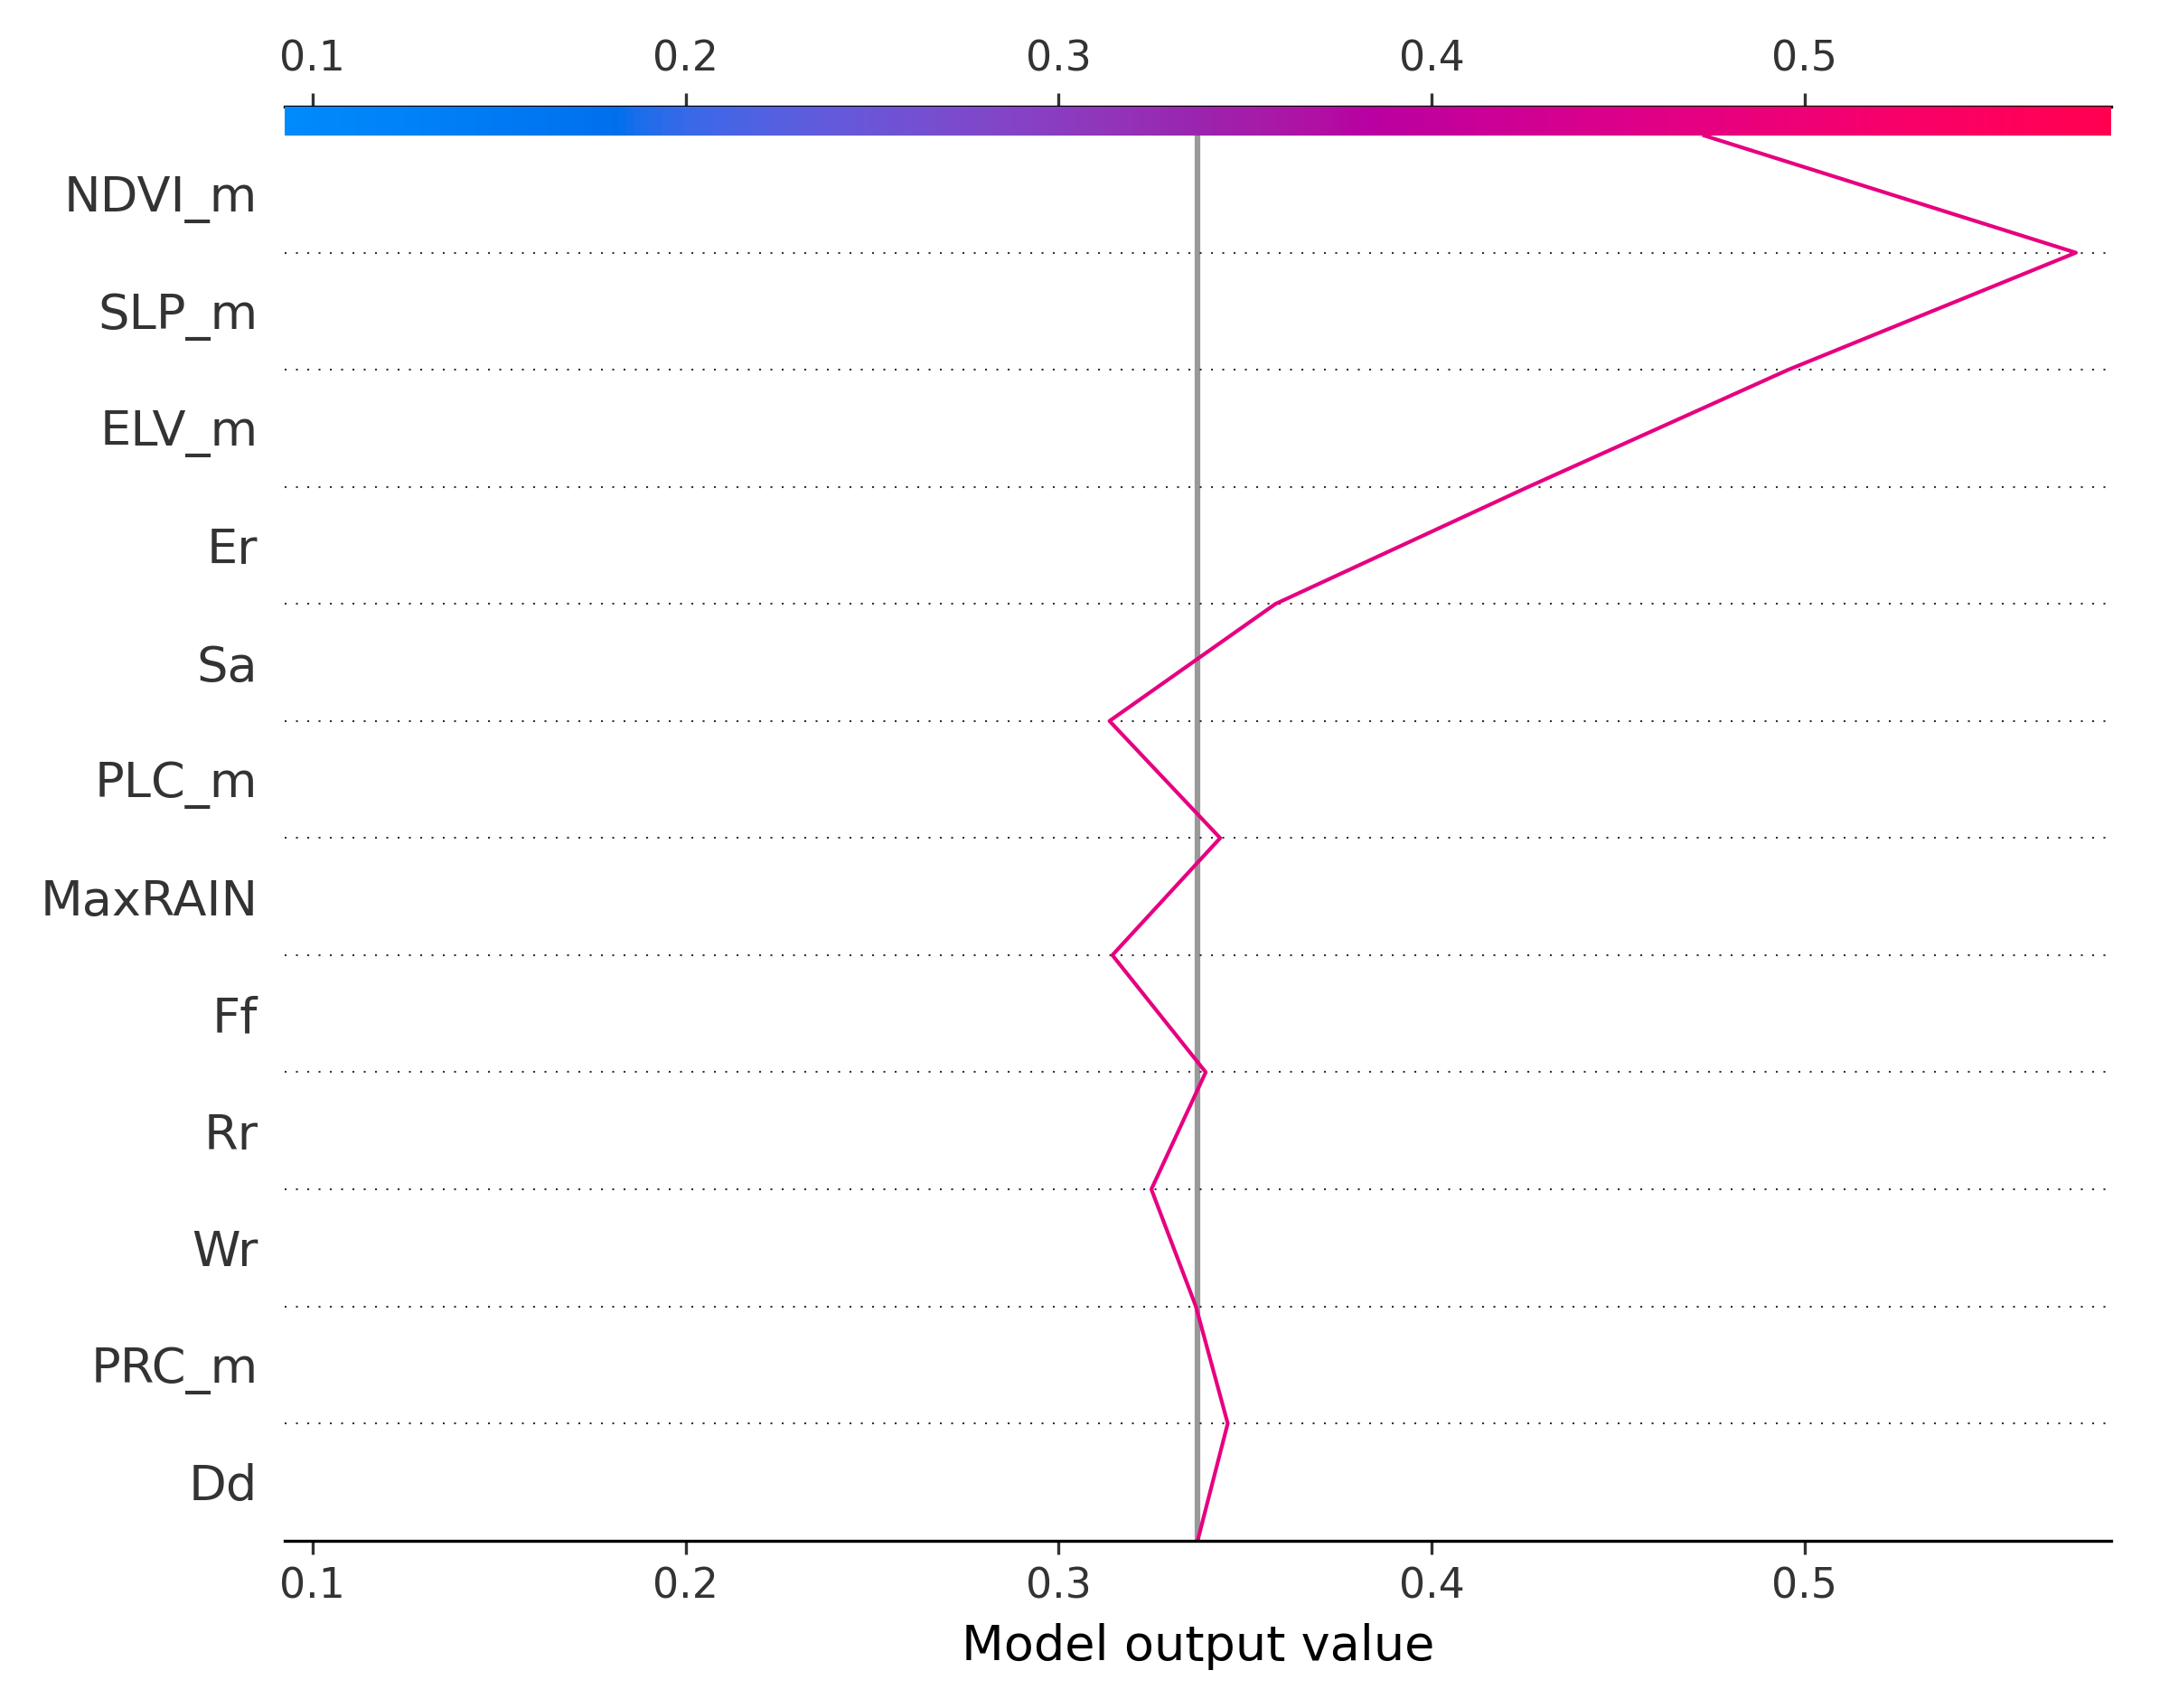 0.1 0.2 0.3 0.4 0.5
NDVI_m
SLP_m
ELV_m
Er
Sa
PLC_m
MaxRAIN
Ff
Rr
Wr
PRC_m
Dd
0.1 0.2 0.3 0.4 0.5
Model output value